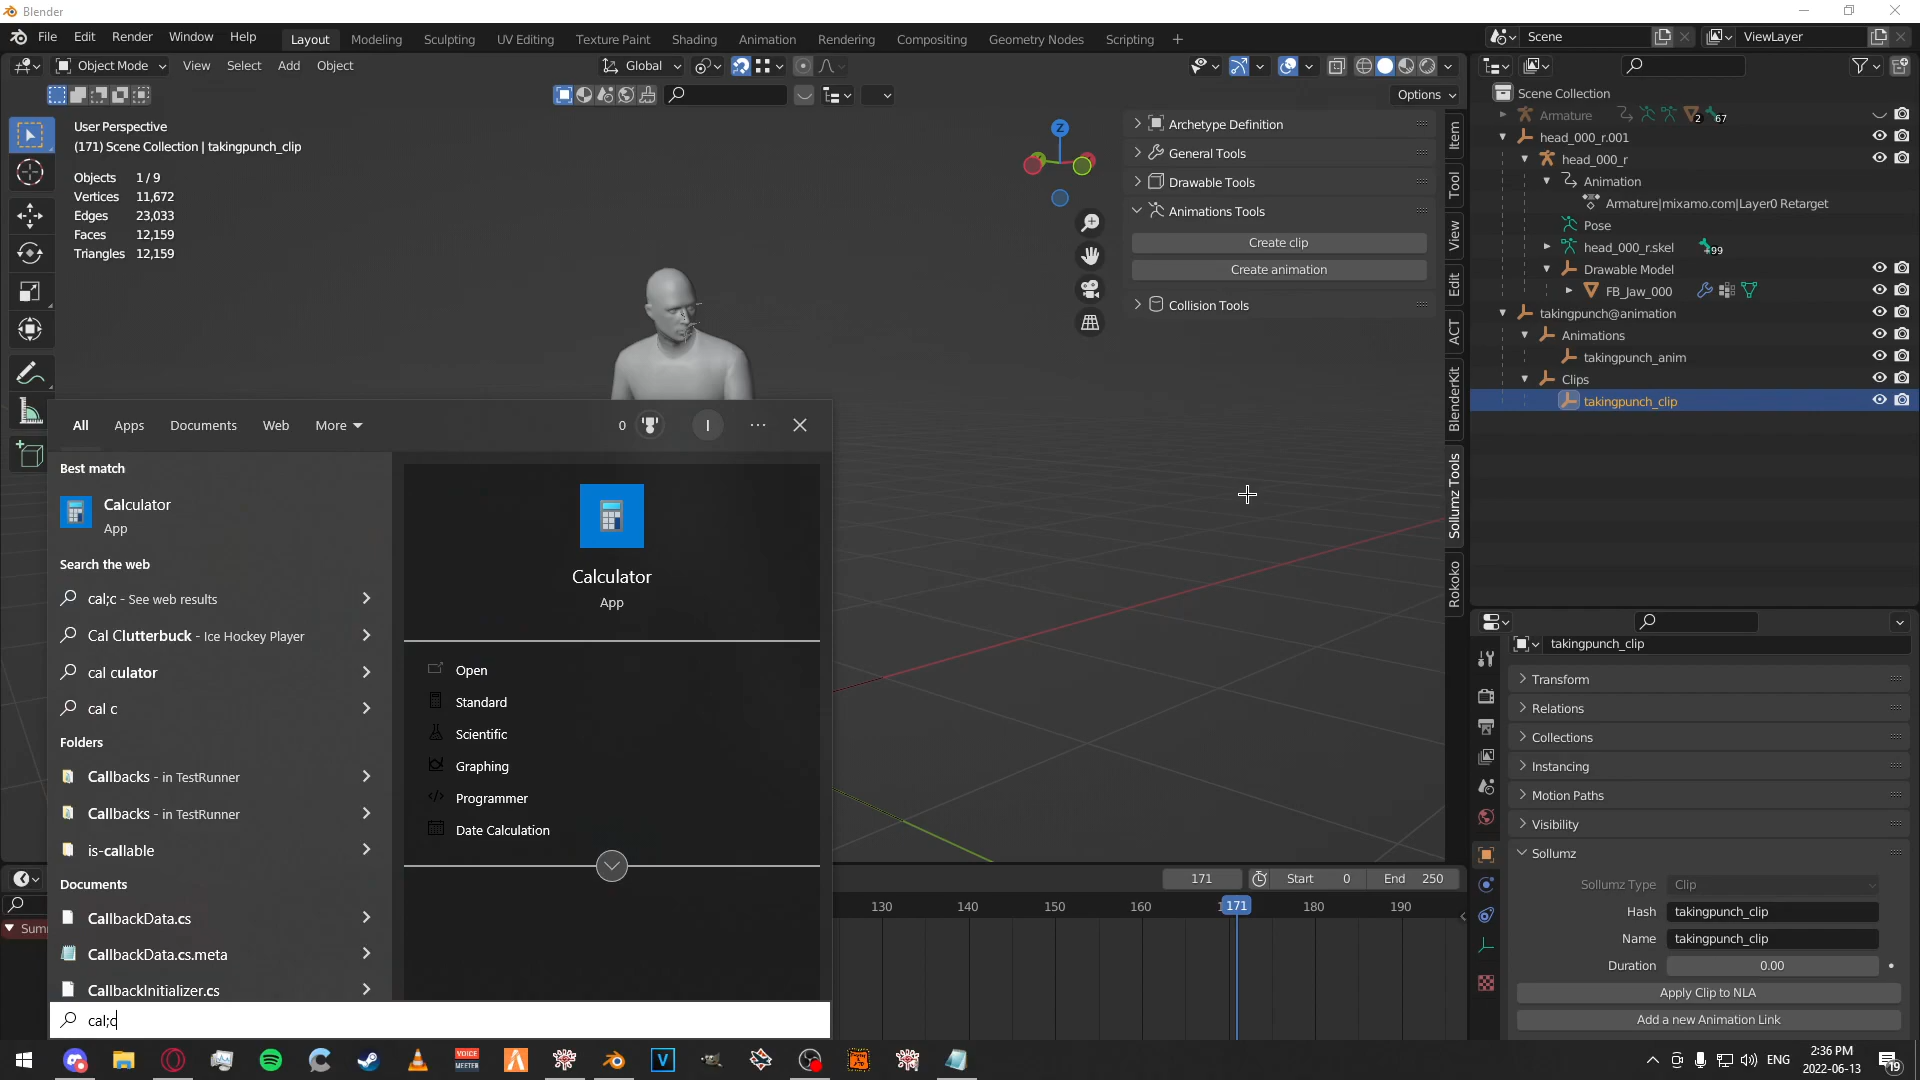 Blender
File Edit Render Window Help
Layout Modeling Sculpting UV Editing Texture Paint Shading Animation Rendering Compositing Geometry Nodes Scripting +
Scene
ViewLayer
Object Mode View Select Add Object
Global
Options
User Perspective
(171) Scene Collection | takingpunch_clip
Objects 1/9
Vertices 11,672
Edges 23,033
Faces 12,159
Triangles 12,159
Z
Archetype Definition
General Tools
Drawable Tools
Animations Tools
Create clip
Create animation
Collision Tools
Item
Tool
View
Edit
ACT
BlenderKit
Sollumz Tools
Rokoko
Scene Collection
Armature 2 67
head_000_r.001
head_000_r
Animation
Armature|mixamo.com|Layer0 Retarget
Pose
head_000_r.skel 99
Drawable Model
FB_Jaw_000
takingpunch@animation
Animations
takingpunch_anim
Clips
takingpunch_clip
takingpunch_clip
Transform
Relations
Collections
Instancing
Motion Paths
Visibility
Sollumz
Sollumz Type Clip
Hash takingpunch_clip
Name takingpunch_clip
Duration 0.00
Apply Clip to NLA
Add a new Animation Link
All Apps Documents Web More 0 I ...
Best match
Calculator
App
Search the web
cal;c - See web results
Cal Clutterbuck - Ice Hockey Player
cal culator
cal c
Folders
Callbacks - in TestRunner
Callbacks - in TestRunner
is-callable
Documents
CallbackData.cs
CallbackData.cs.meta
CallbackInitializer.cs
cal;c
Calculator
App
Open
Standard
Scientific
Graphing
Programmer
Date Calculation
171 Start 0 End 250
130 140 150 160 171 180 190
Sum
VOICE MEETER
V
ENG
2:36 PM
2022-06-13
19